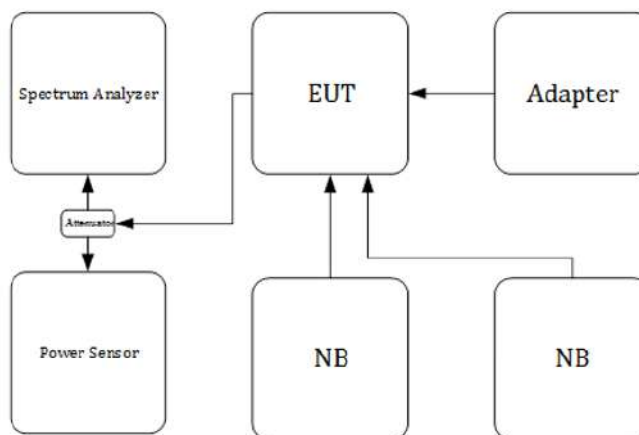 Spectrum Analyzer
EUT
Adapter
Attenuator
Power Sensor
NB
NB